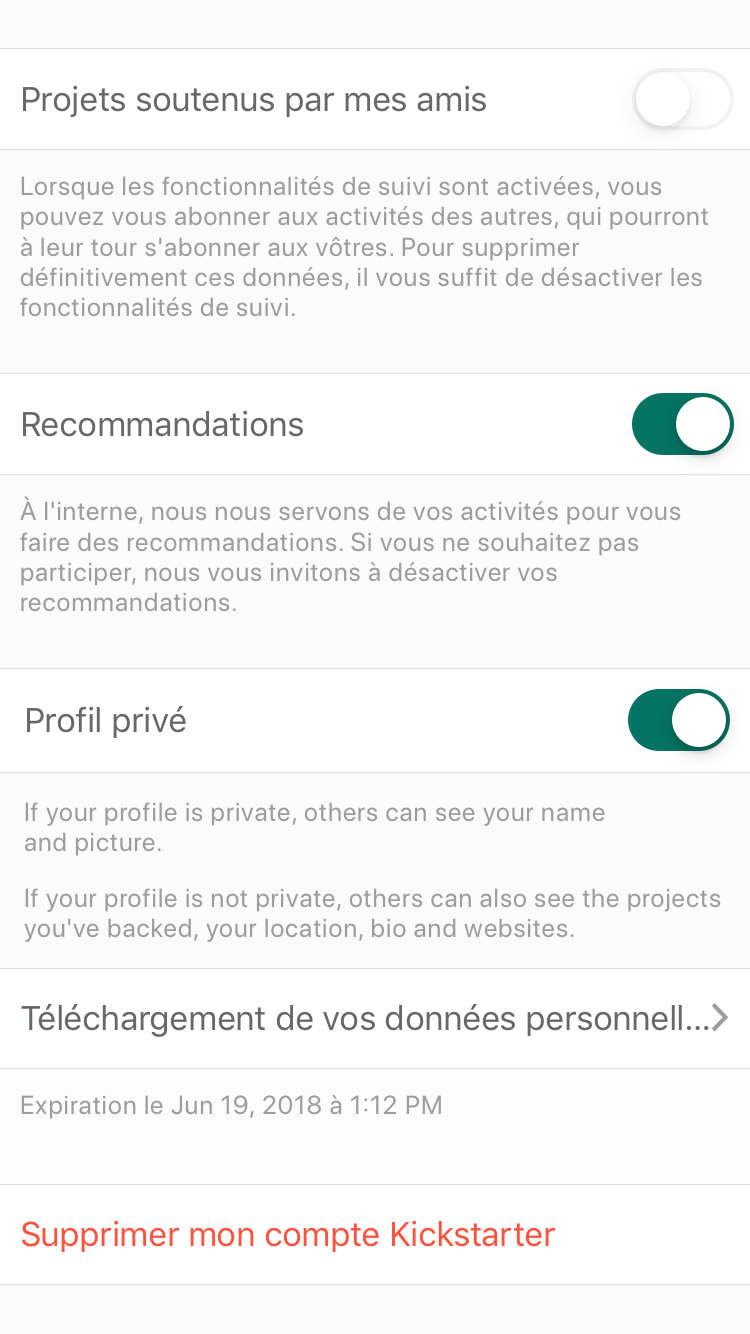 Projets soutenus par mes amis
Lorsque les fonctionnalités de suivi sont activées, vous
pouvez vous abonner aux activités des autres, qui pourront
à leur tour s'abonner aux vôtres. Pour supprimer
définitivement ces données, il vous suffit de désactiver les
fonctionnalités de suivi.
Recommandations
À l'interne, nous nous servons de vos activités pour vous
faire des recommandations. Si vous ne souhaitez pas
participer, nous vous invitons à désactiver vos
recommandations.
Profil privé
If your profile is private, others can see your name
and picture.
If your profile is not private, others can also see the projects
you've backed, your location, bio and websites.
Téléchargement de vos données personnell...
Expiration le Jun 19, 2018 à 1:12 PM
Supprimer mon compte Kickstarter